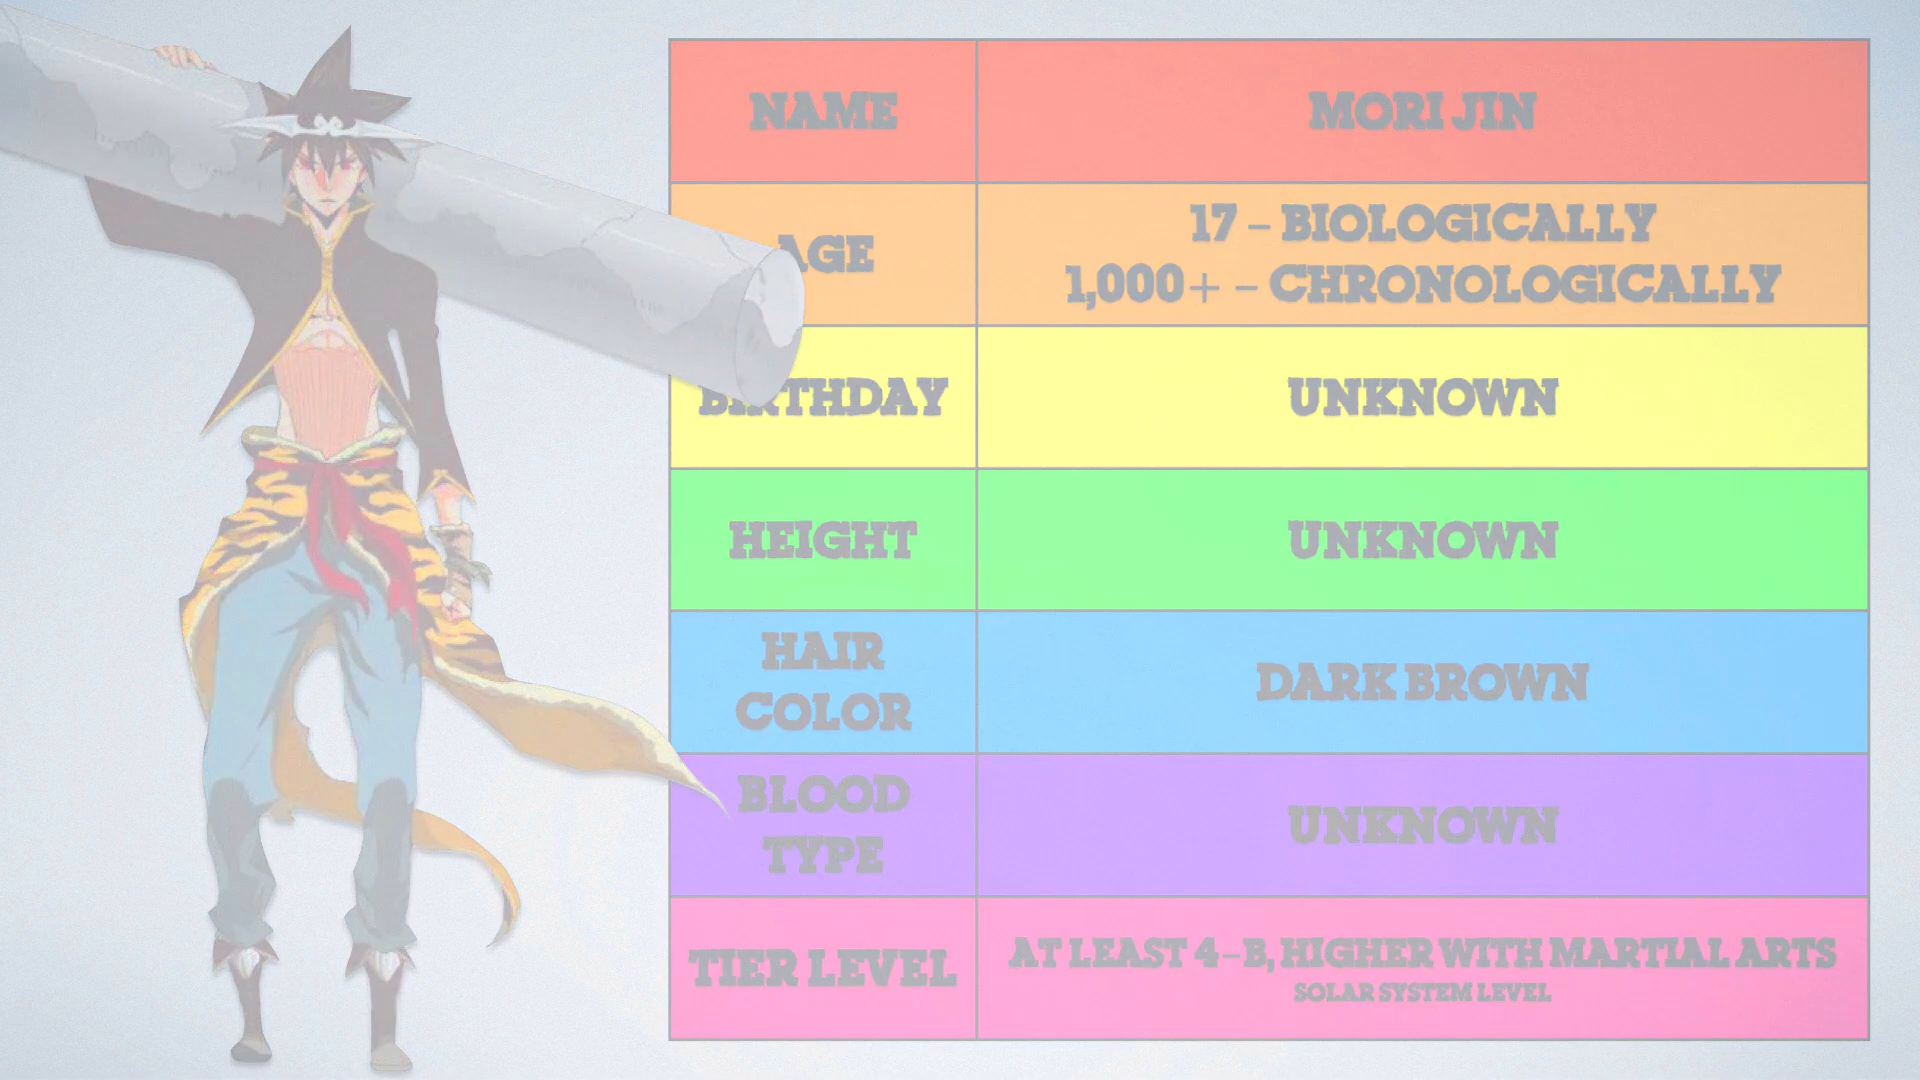 NAME
MORI JIN
AGE
17 – BIOLOGICALLY
1,000+ – CHRONOLOGICALLY
BIRTHDAY
UNKNOWN
HEIGHT
UNKNOWN
HAIR
COLOR
DARK BROWN
BLOOD
TYPE
UNKNOWN
TIER LEVEL
AT LEAST 4-B, HIGHER WITH MARTIAL ARTS
SOLAR SYSTEM LEVEL